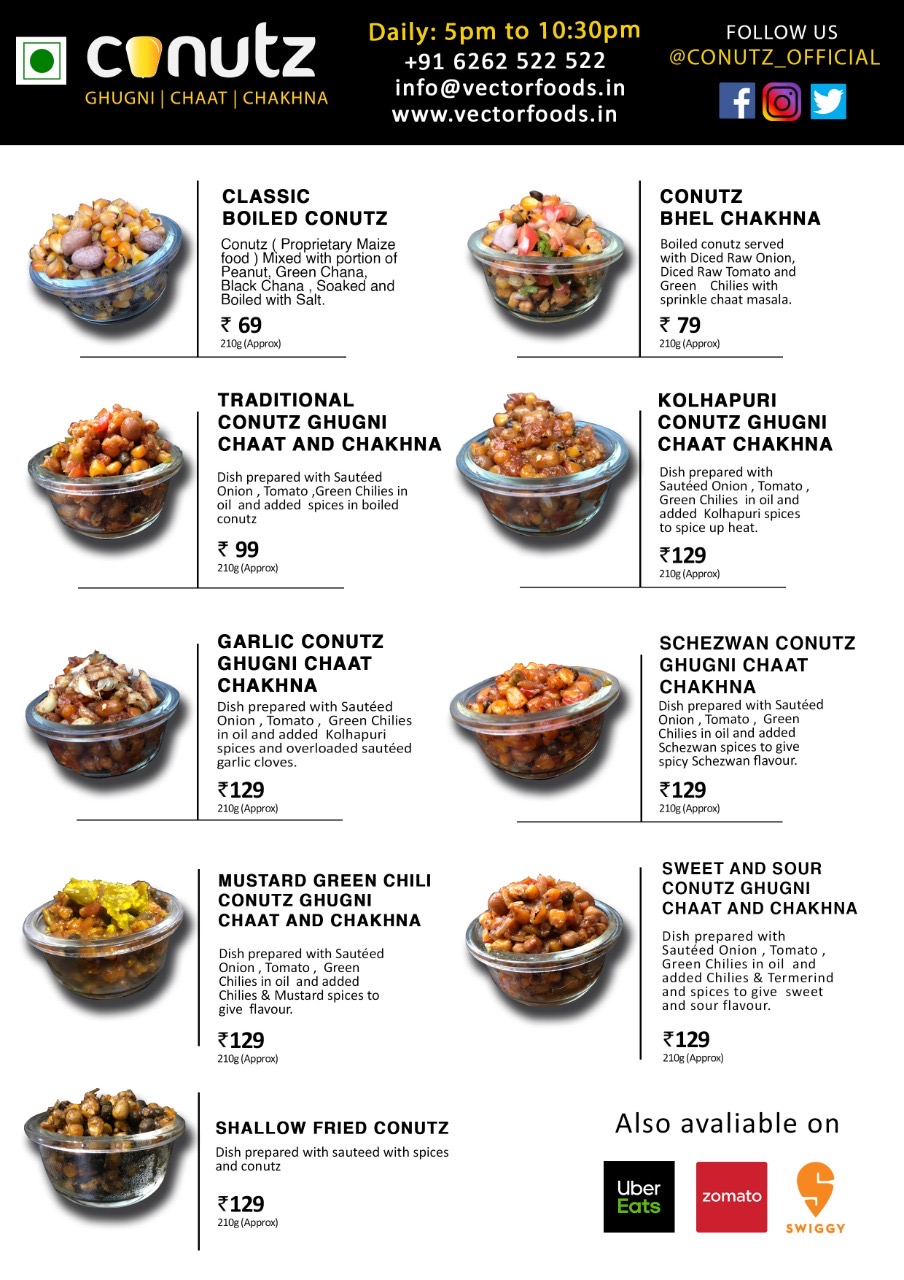 conutz
GHUGNI | CHAAT | CHAKHNA
Daily: 5pm to 10:30pm
+91 6262 522 522
info@vectorfoods.in
www.vectorfoods.in
FOLLOW US
@CONUTZ_OFFICIAL
CLASSIC
BOILED CONUTZ
Conutz ( Proprietary Maize
food ) Mixed with portion of
Peanut, Green Chana,
Black Chana , Soaked and
Boiled with Salt.
₹ 69
210g (Approx)
CONUTZ
BHEL CHAKHNA
Boiled conutz served
with Diced Raw Onion,
Diced Raw Tomato and
Green Chilies with
sprinkle chaat masala.
₹ 79
210g (Approx)
TRADITIONAL
CONUTZ GHUGNI
CHAAT AND CHAKHNA
Dish prepared with Sautéed
Onion , Tomato ,Green Chilies in
oil and added spices in boiled
conutz
₹ 99
210g (Approx)
KOLHAPURI
CONUTZ GHUGNI
CHAAT CHAKHNA
Dish prepared with
Sautéed Onion , Tomato ,
Green Chilies in oil and
added Kolhapuri spices
to spice up heat.
₹129
210g (Approx)
GARLIC CONUTZ
GHUGNI CHAAT
CHAKHNA
Dish prepared with Sautéed
Onion , Tomato , Green Chilies
in oil and added Kolhapuri
spices and overloaded sautéed
garlic cloves.
₹129
210g (Approx)
SCHEZWAN CONUTZ
GHUGNI CHAAT
CHAKHNA
Dish prepared with Sautéed
Onion , Tomato , Green
Chilies in oil and added
Schezwan spices to give
spicy Schezwan flavour.
₹129
210g (Approx)
MUSTARD GREEN CHILI
CONUTZ GHUGNI
CHAAT AND CHAKHNA
Dish prepared with Sautéed
Onion , Tomato , Green
Chilies in oil and added
Chilies & Mustard spices to
give flavour.
₹129
210g (Approx)
SWEET AND SOUR
CONUTZ GHUGNI
CHAAT AND CHAKHNA
Dish prepared with
Sautéed Onion , Tomato ,
Green Chilies in oil and
added Chilies & Termerind
and spices to give sweet
and sour flavour.
₹129
210g (Approx)
SHALLOW FRIED CONUTZ
Dish prepared with sauteed with spices
and conutz
₹129
210g (Approx)
Also avaliable on
Uber
Eats
zomato
SWIGGY